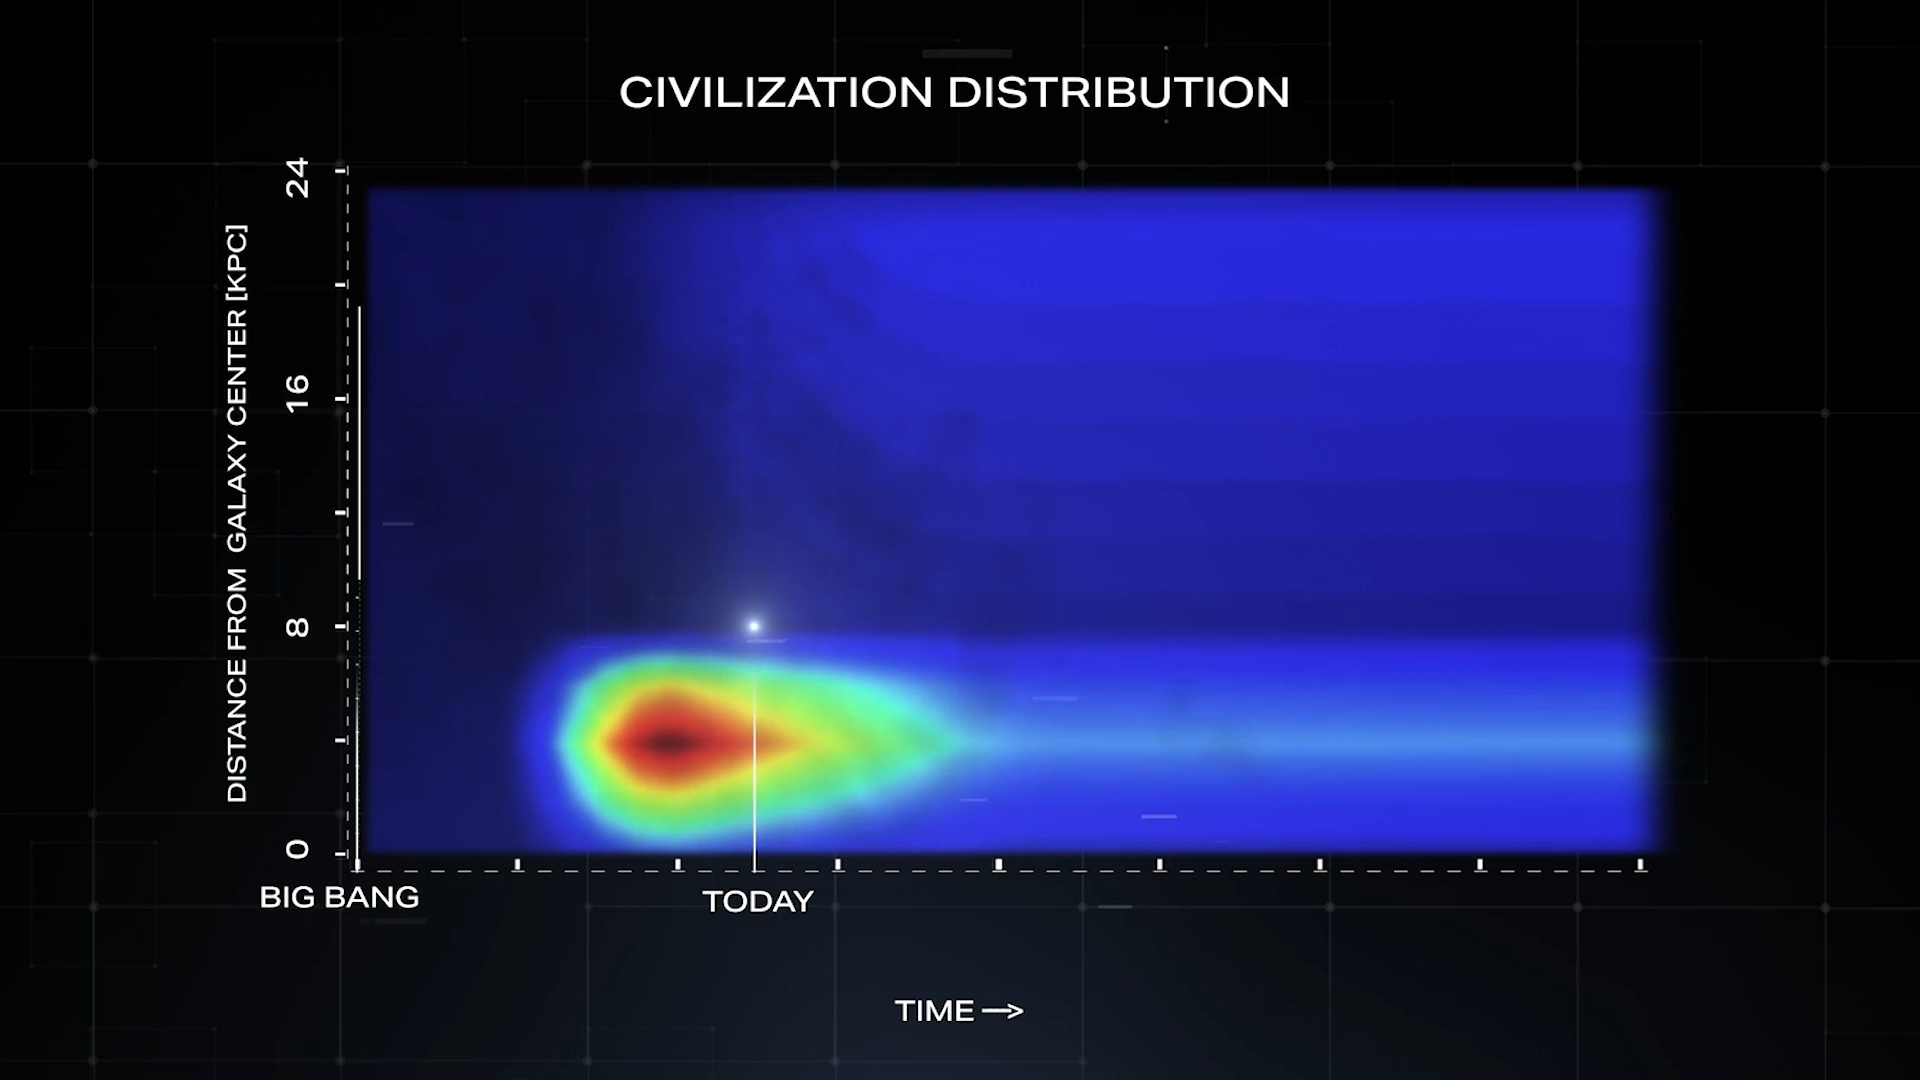 CIVILIZATION DISTRIBUTION
24
16
8
0
DISTANCE FROM GALAXY CENTER [KPC]
BIG BANG
TODAY
TIME →